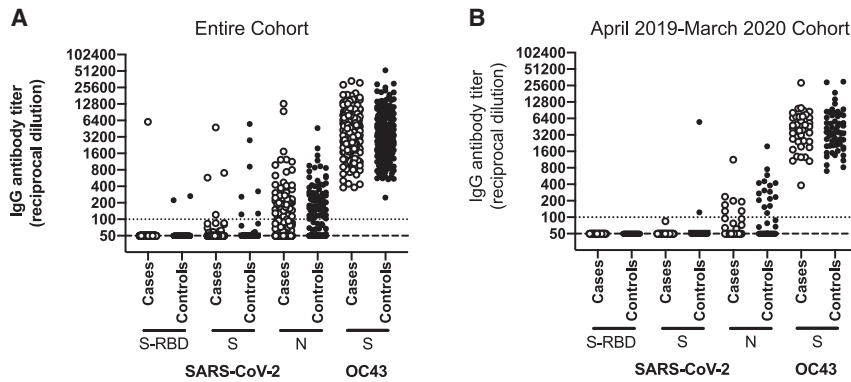 A
Entire Cohort
IgG antibody titer
(reciprocal dilution)
102400
51200
25600
12800
6400
3200
1600
800
400
200
100
50
Cases
Controls
Cases
Controls
Cases
Controls
Cases
Controls
S-RBD
S
N
S
SARS-CoV-2
OC43
B
April 2019-March 2020 Cohort
IgG antibody titer
(reciprocal dilution)
102400
51200
25600
12800
6400
3200
1600
800
400
200
100
50
Cases
Controls
Cases
Controls
Cases
Controls
Cases
Controls
S-RBD
S
N
S
SARS-CoV-2
OC43